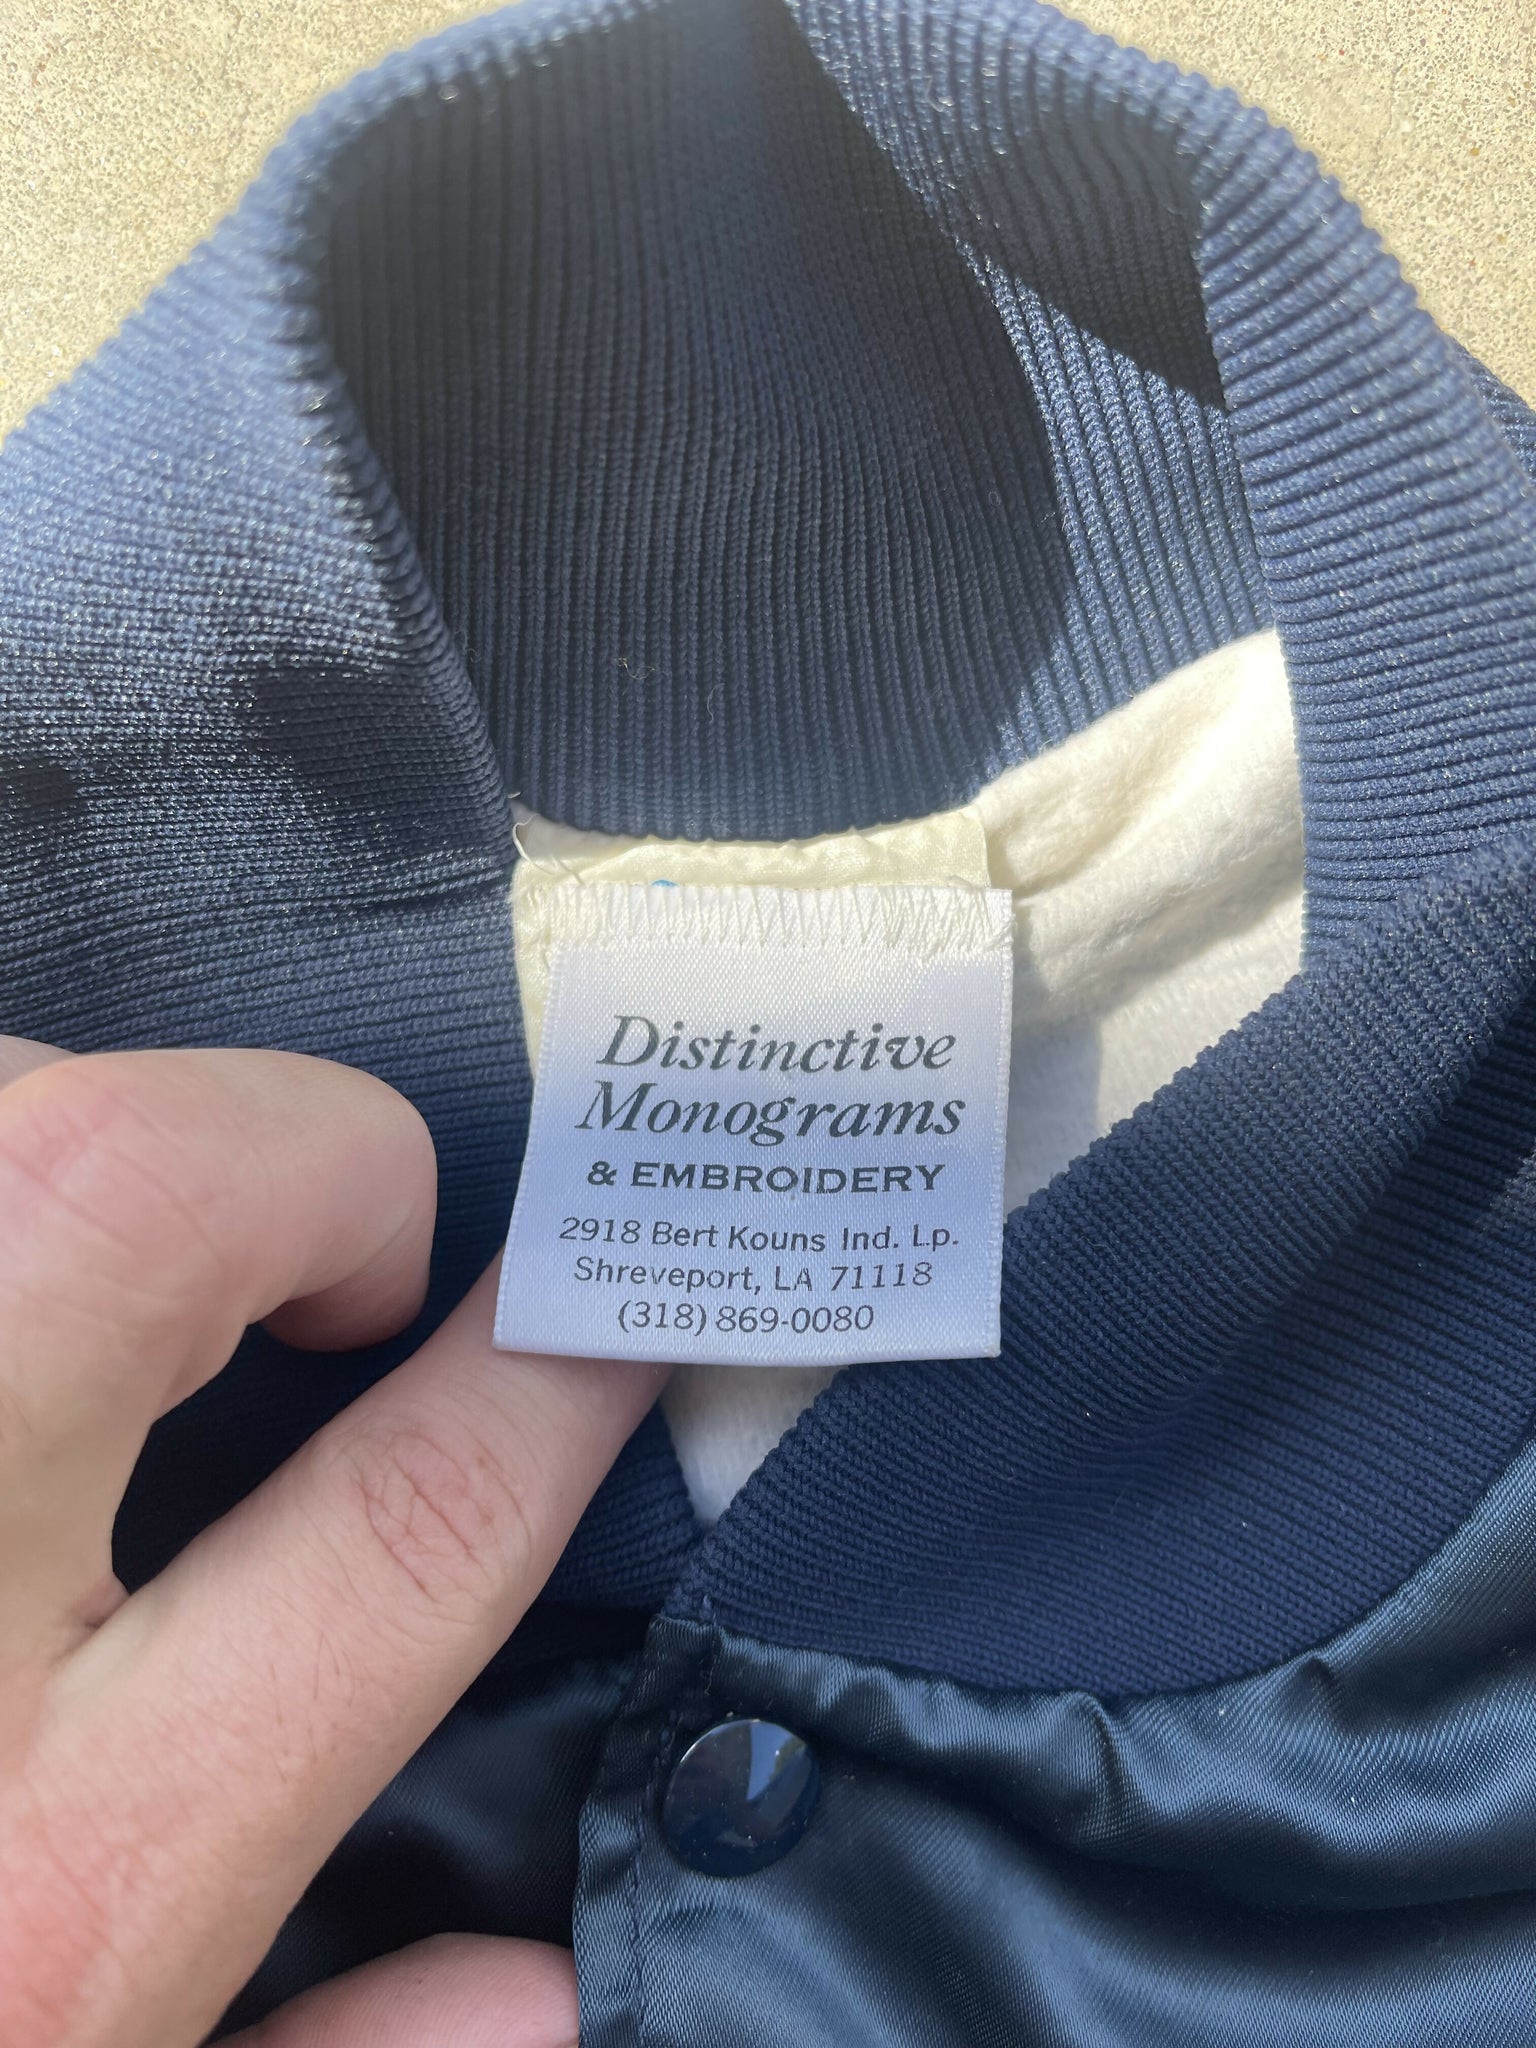 Distinctive
Monograms
& EMBROIDERY
2918 Bert Kouns Ind. Lp.
Shreveport, LA 71118
(318) 869-0080